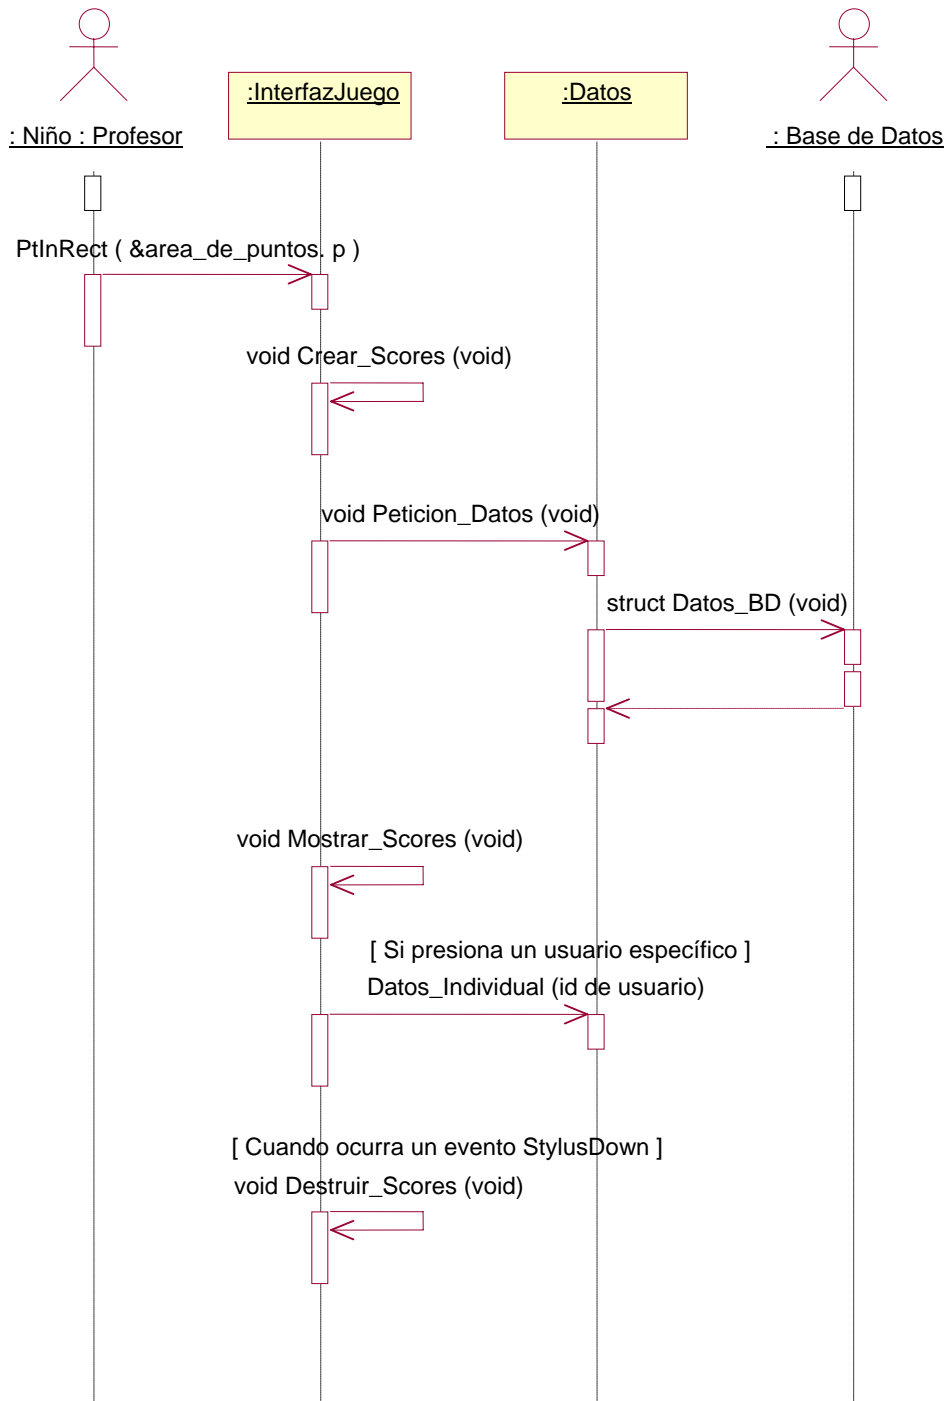 :InterfazJuego
:Datos
: Niño : Profesor
: Base de Datos
PtInRect ( &area_de_puntos. p )
void Crear_Scores (void)
void Peticion_Datos (void)
struct Datos_BD (void)
void Mostrar_Scores (void)
[ Si presiona un usuario específico ]
Datos_Individual (id de usuario)
[ Cuando ocurra un evento StylusDown ]
void Destruir_Scores (void)